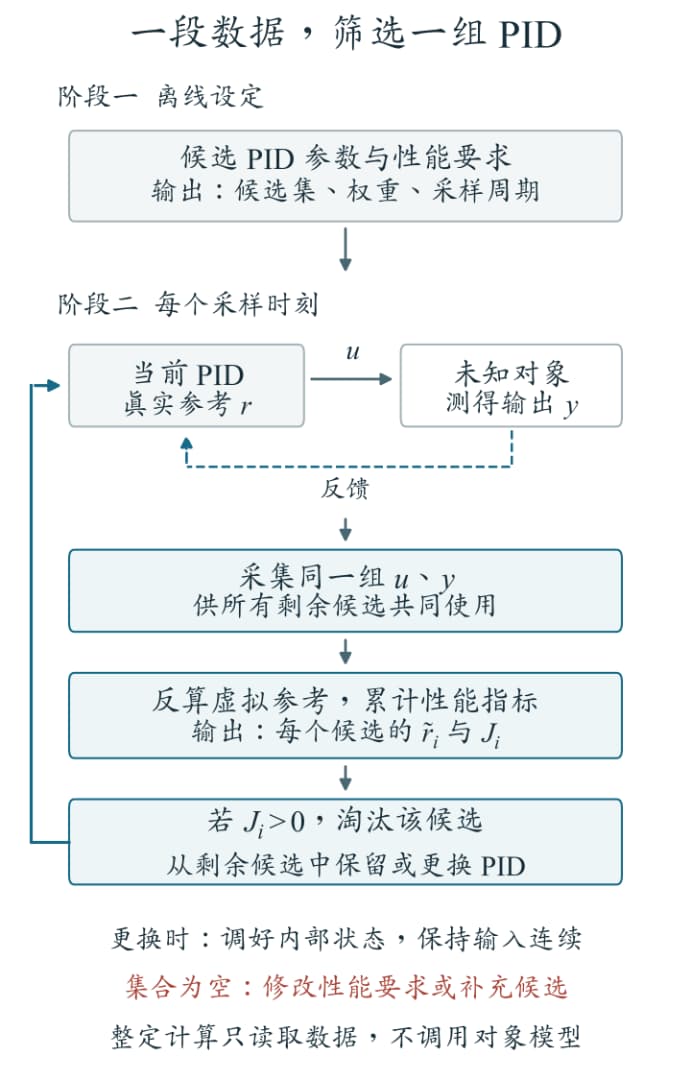 一段数据，筛选一组 PID
阶段一 离线设定
候选 PID 参数与性能要求
输出：候选集、权重、采样周期
阶段二 每个采样时刻
当前 PID
真实参考 r
u
未知对象
测得输出 y
反馈
采集同一组 u、y
供所有剩余候选共同使用
反算虚拟参考，累计性能指标
输出：每个候选的 r̃ᵢ 与 Jᵢ
若 Jᵢ>0，淘汰该候选
从剩余候选中保留或更换 PID
更换时：调好内部状态，保持输入连续
集合为空：修改性能要求或补充候选
整定计算只读取数据，不调用对象模型